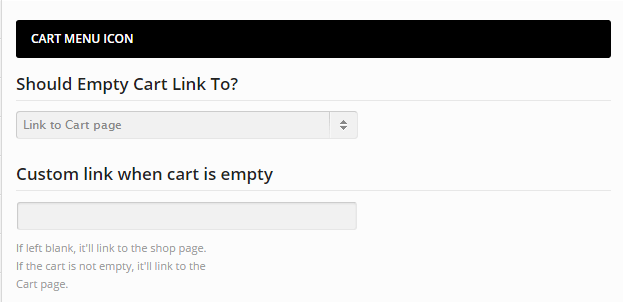 CART MENU ICON
Should Empty Cart Link To?
Link to Cart page
Custom link when cart is empty
If left blank, it'll link to the shop page.
If the cart is not empty, it'll link to the
Cart page.